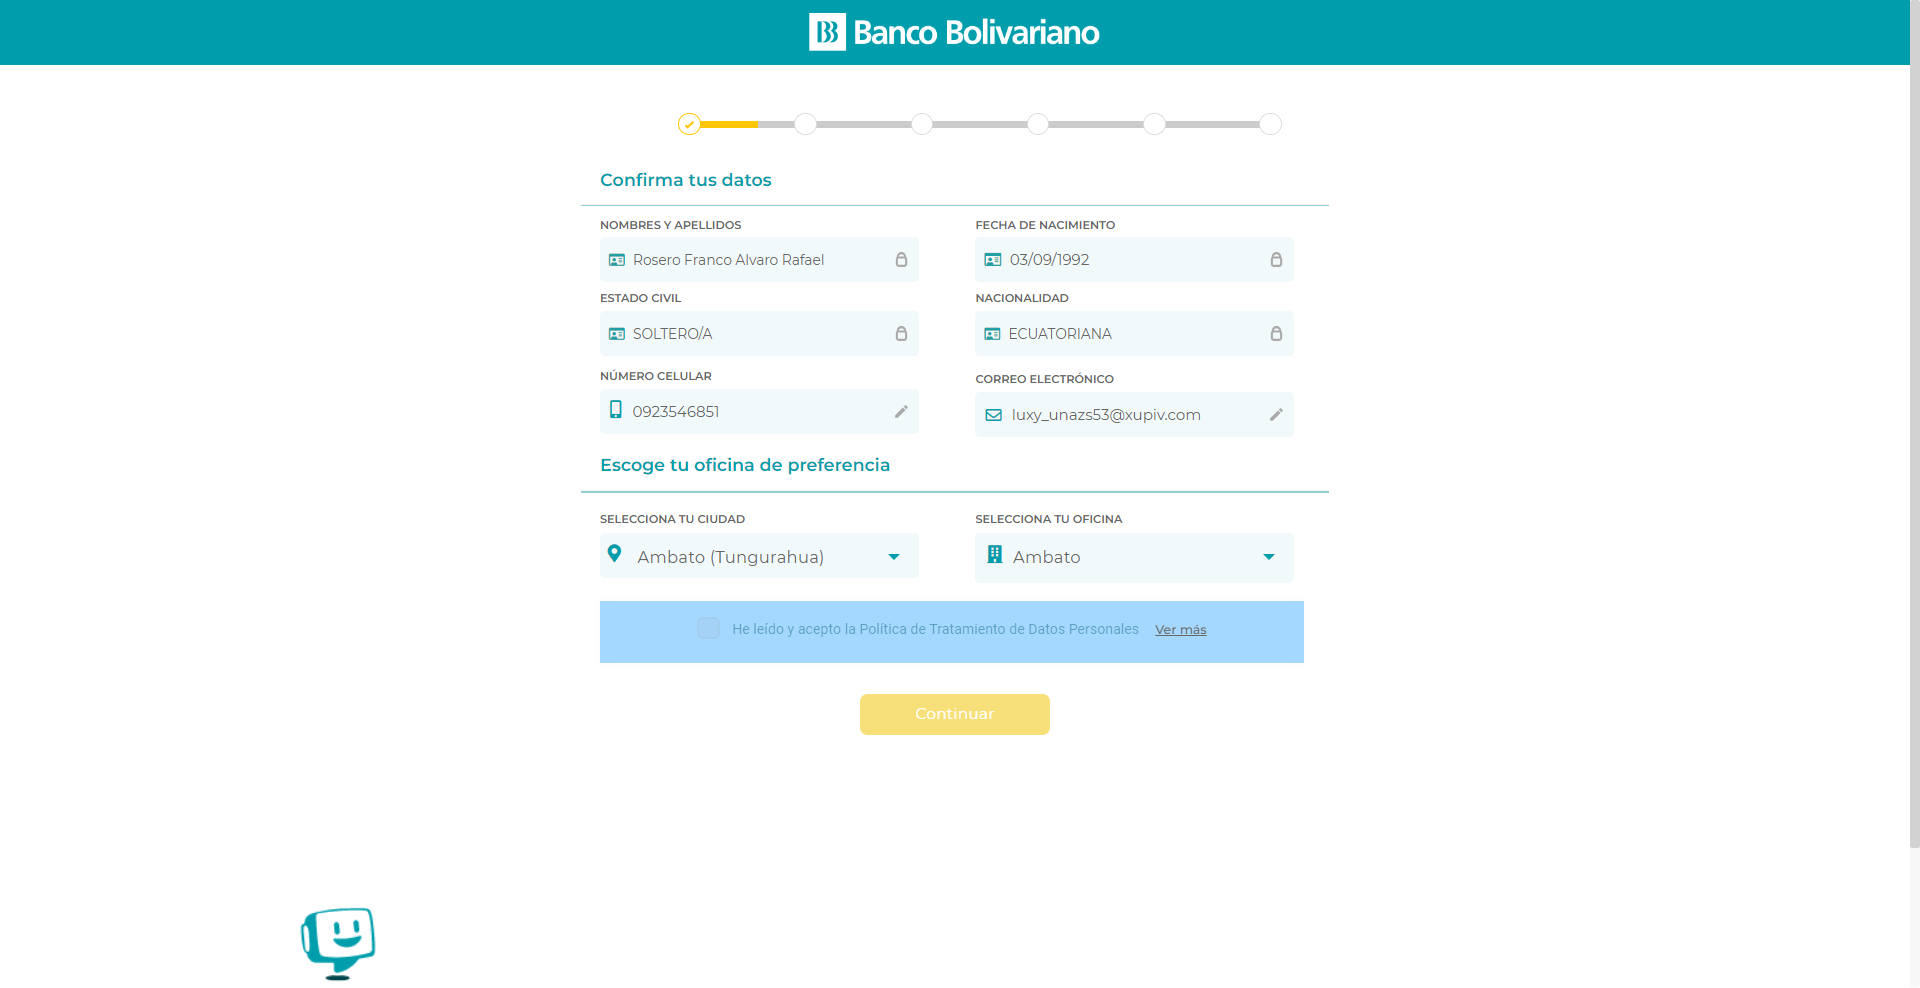 Banco Bolivariano
Confirma tus datos
NOMBRES Y APELLIDOS
Rosero Franco Alvaro Rafael
FECHA DE NACIMIENTO
03/09/1992
ESTADO CIVIL
SOLTERO/A
NACIONALIDAD
ECUATORIANA
NÚMERO CELULAR
0923546851
CORREO ELECTRÓNICO
luxy_unazs53@xupiv.com
Escoge tu oficina de preferencia
SELECCIONA TU CIUDAD
Ambato (Tungurahua)
SELECCIONA TU OFICINA
Ambato
He leído y acepto la Política de Tratamiento de Datos Personales Ver más
Continuar